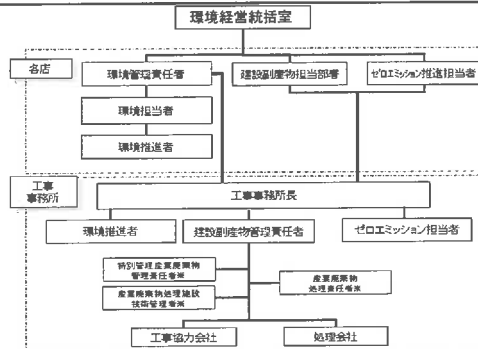 環境経営統括室
各店
環境管理責任者
建設副産物担当部署
ゼロエミッション推進担当者
環境担当者
環境推進者
工事
事務所
工事事務所長
環境推進者
建設副産物管理責任者
ゼロエミッション担当者
特別管理産業廃棄物
管理責任者※
産業廃棄物
処理責任者※
産業廃棄物処理施設
技術管理者※
工事協力会社
処理会社